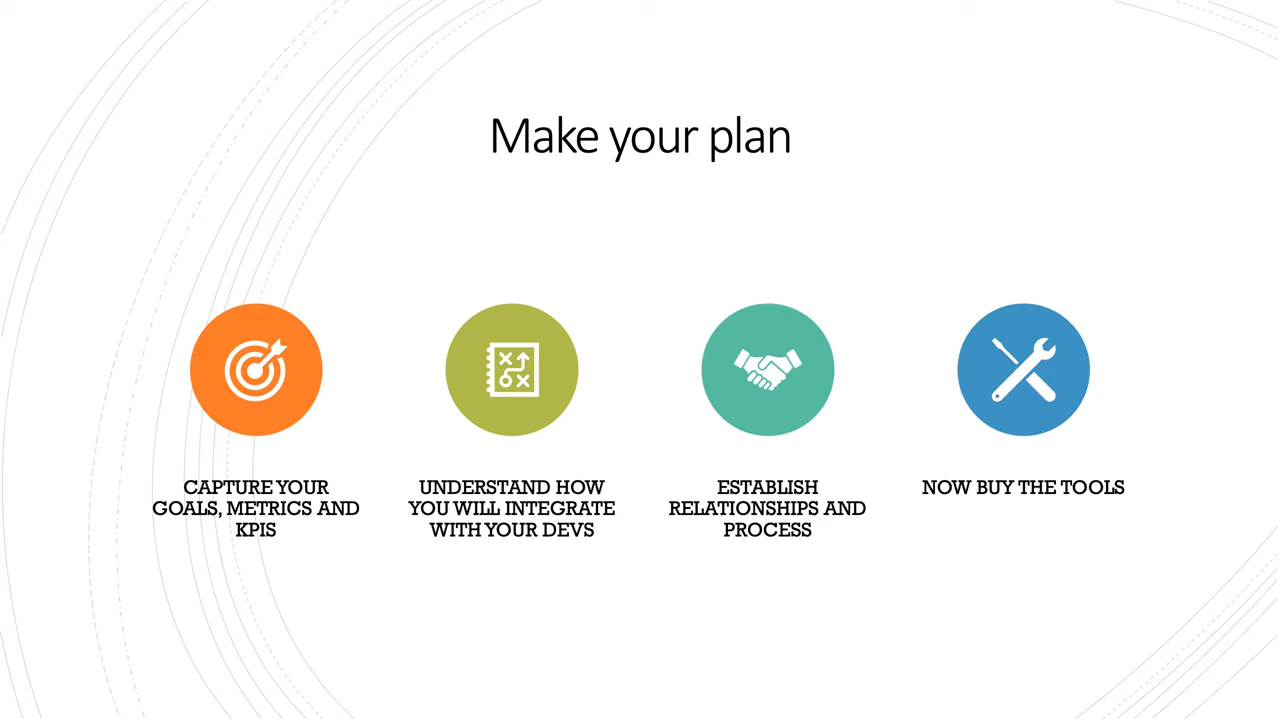 Make your plan
CAPTURE YOUR
GOALS, METRICS AND
KPIS
UNDERSTAND HOW
YOU WILL INTEGRATE
WITH YOUR DEVS
ESTABLISH
RELATIONSHIPS AND
PROCESS
NOW BUY THE TOOLS